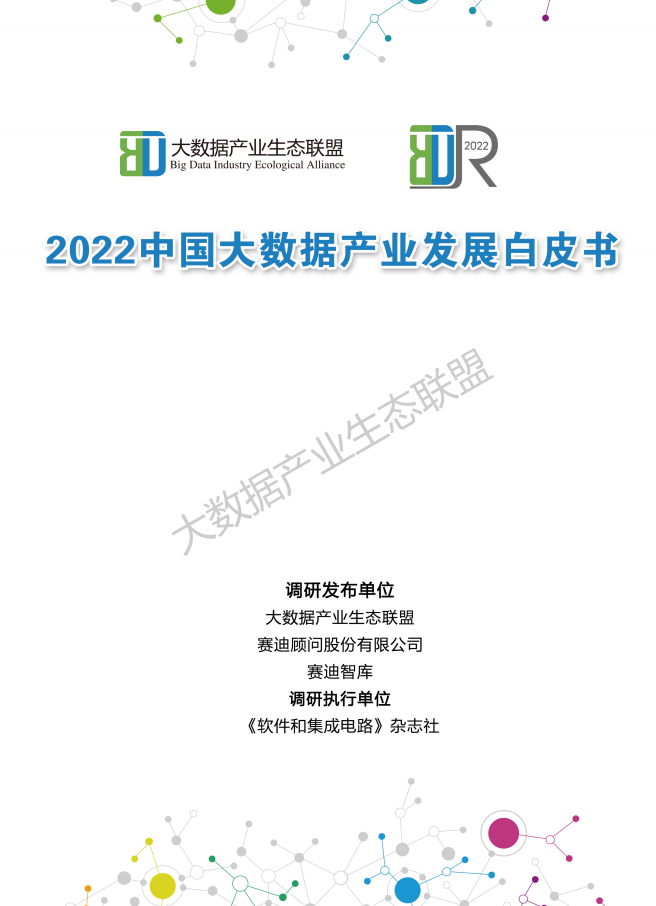 大数据产业生态联盟
Big Data Industry Ecological Alliance
2022
2022中国大数据产业发展白皮书
大数据产业生态联盟
调研发布单位
大数据产业生态联盟
赛迪顾问股份有限公司
赛迪智库
调研执行单位
《软件和集成电路》杂志社